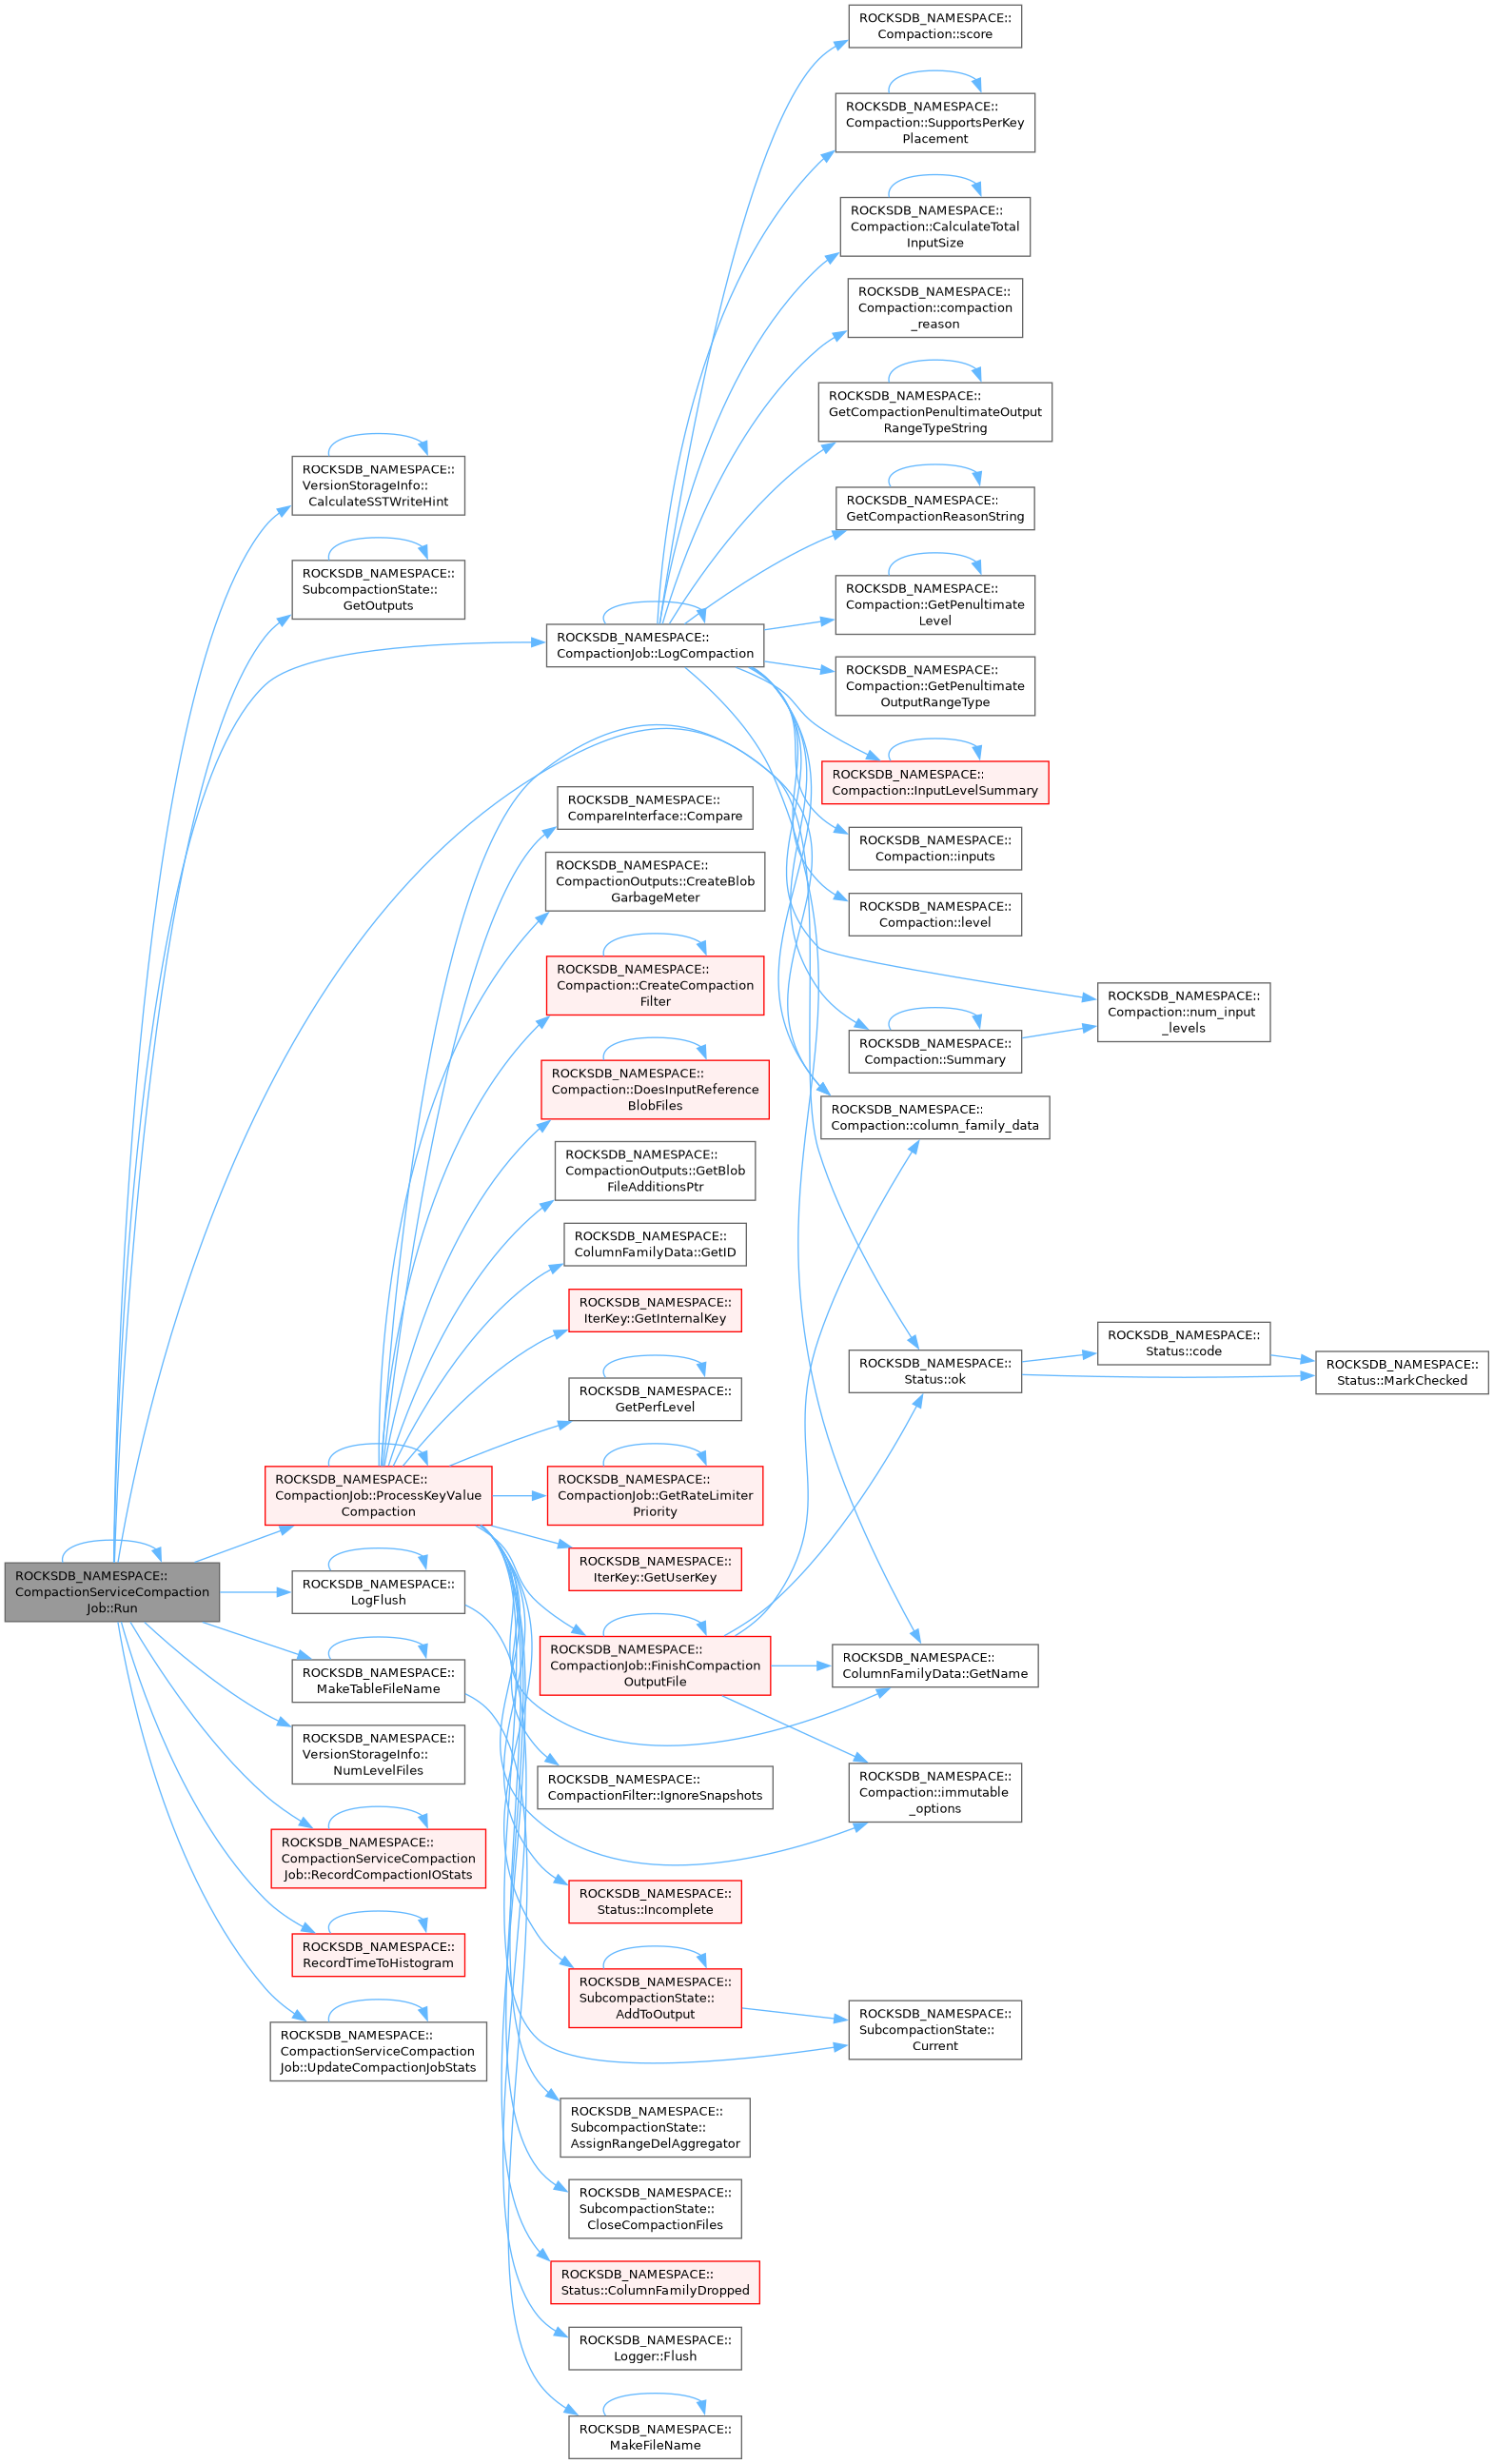 ROCKSDB_NAMESPACE::
Compaction::score
ROCKSDB_NAMESPACE::
Compaction::SupportsPerKey
Placement
ROCKSDB_NAMESPACE::
Compaction::CalculateTotal
InputSize
ROCKSDB_NAMESPACE::
Compaction::compaction
_reason
ROCKSDB_NAMESPACE::
GetCompactionPenultimateOutput
RangeTypeString
ROCKSDB_NAMESPACE::
VersionStorageInfo::
CalculateSSTWriteHint
ROCKSDB_NAMESPACE::
GetCompactionReasonString
ROCKSDB_NAMESPACE::
SubcompactionState::
GetOutputs
ROCKSDB_NAMESPACE::
Compaction::GetPenultimate
Level
ROCKSDB_NAMESPACE::
CompactionJob::LogCompaction
ROCKSDB_NAMESPACE::
Compaction::GetPenultimate
OutputRangeType
ROCKSDB_NAMESPACE::
Compaction::InputLevelSummary
ROCKSDB_NAMESPACE::
CompareInterface::Compare
ROCKSDB_NAMESPACE::
Compaction::inputs
ROCKSDB_NAMESPACE::
CompactionOutputs::CreateBlob
GarbageMeter
ROCKSDB_NAMESPACE::
Compaction::level
ROCKSDB_NAMESPACE::
Compaction::CreateCompaction
Filter
ROCKSDB_NAMESPACE::
Compaction::num_input
_levels
ROCKSDB_NAMESPACE::
Compaction::Summary
ROCKSDB_NAMESPACE::
Compaction::DoesInputReference
BlobFiles
ROCKSDB_NAMESPACE::
Compaction::column_family_data
ROCKSDB_NAMESPACE::
CompactionOutputs::GetBlob
FileAdditionsPtr
ROCKSDB_NAMESPACE::
ColumnFamilyData::GetID
ROCKSDB_NAMESPACE::
IterKey::GetInternalKey
ROCKSDB_NAMESPACE::
Status::code
ROCKSDB_NAMESPACE::
Status::ok
ROCKSDB_NAMESPACE::
Status::MarkChecked
ROCKSDB_NAMESPACE::
GetPerfLevel
ROCKSDB_NAMESPACE::
CompactionJob::ProcessKeyValue
Compaction
ROCKSDB_NAMESPACE::
CompactionJob::GetRateLimiter
Priority
ROCKSDB_NAMESPACE::
IterKey::GetUserKey
ROCKSDB_NAMESPACE::
CompactionServiceCompaction
Job::Run
ROCKSDB_NAMESPACE::
LogFlush
ROCKSDB_NAMESPACE::
CompactionJob::FinishCompaction
OutputFile
ROCKSDB_NAMESPACE::
ColumnFamilyData::GetName
ROCKSDB_NAMESPACE::
MakeTableFileName
ROCKSDB_NAMESPACE::
VersionStorageInfo::
NumLevelFiles
ROCKSDB_NAMESPACE::
CompactionFilter::IgnoreSnapshots
ROCKSDB_NAMESPACE::
Compaction::immutable
_options
ROCKSDB_NAMESPACE::
CompactionServiceCompaction
Job::RecordCompactionIOStats
ROCKSDB_NAMESPACE::
Status::Incomplete
ROCKSDB_NAMESPACE::
RecordTimeToHistogram
ROCKSDB_NAMESPACE::
SubcompactionState::
AddToOutput
ROCKSDB_NAMESPACE::
SubcompactionState::
Current
ROCKSDB_NAMESPACE::
CompactionServiceCompaction
Job::UpdateCompactionJobStats
ROCKSDB_NAMESPACE::
SubcompactionState::
AssignRangeDelAggregator
ROCKSDB_NAMESPACE::
SubcompactionState::
CloseCompactionFiles
ROCKSDB_NAMESPACE::
Status::ColumnFamilyDropped
ROCKSDB_NAMESPACE::
Logger::Flush
ROCKSDB_NAMESPACE::
MakeFileName